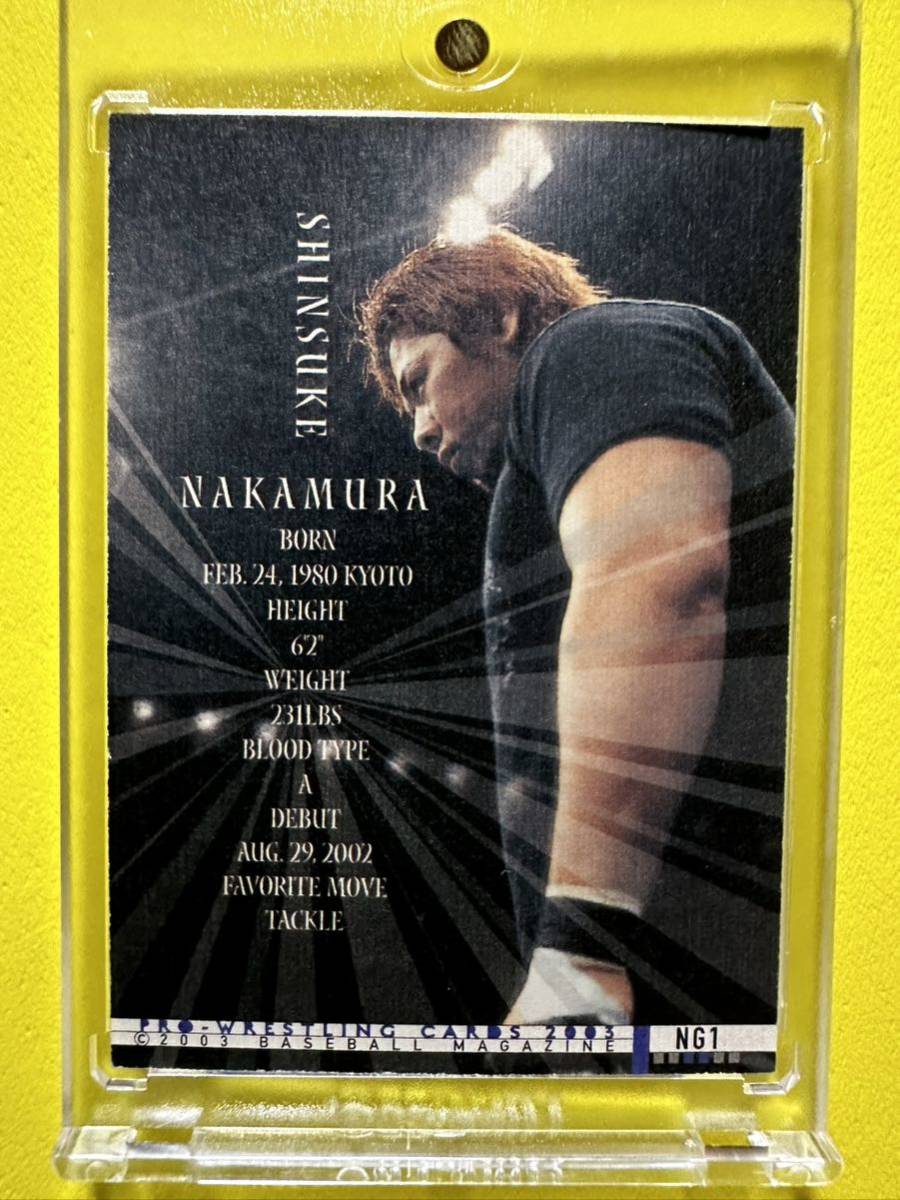 SHINSUKE
NAKAMURA
BORN
FEB. 24, 1980 KYOTO
HEIGHT
6'2"
WEIGHT
231LBS
BLOOD TYPE
A
DEBUT
AUG. 29, 2002
FAVORITE MOVE
TACKLE
PRO-WRESTLING CARDS 2003
©2003 BASEBALL MAGAZINE
NG1